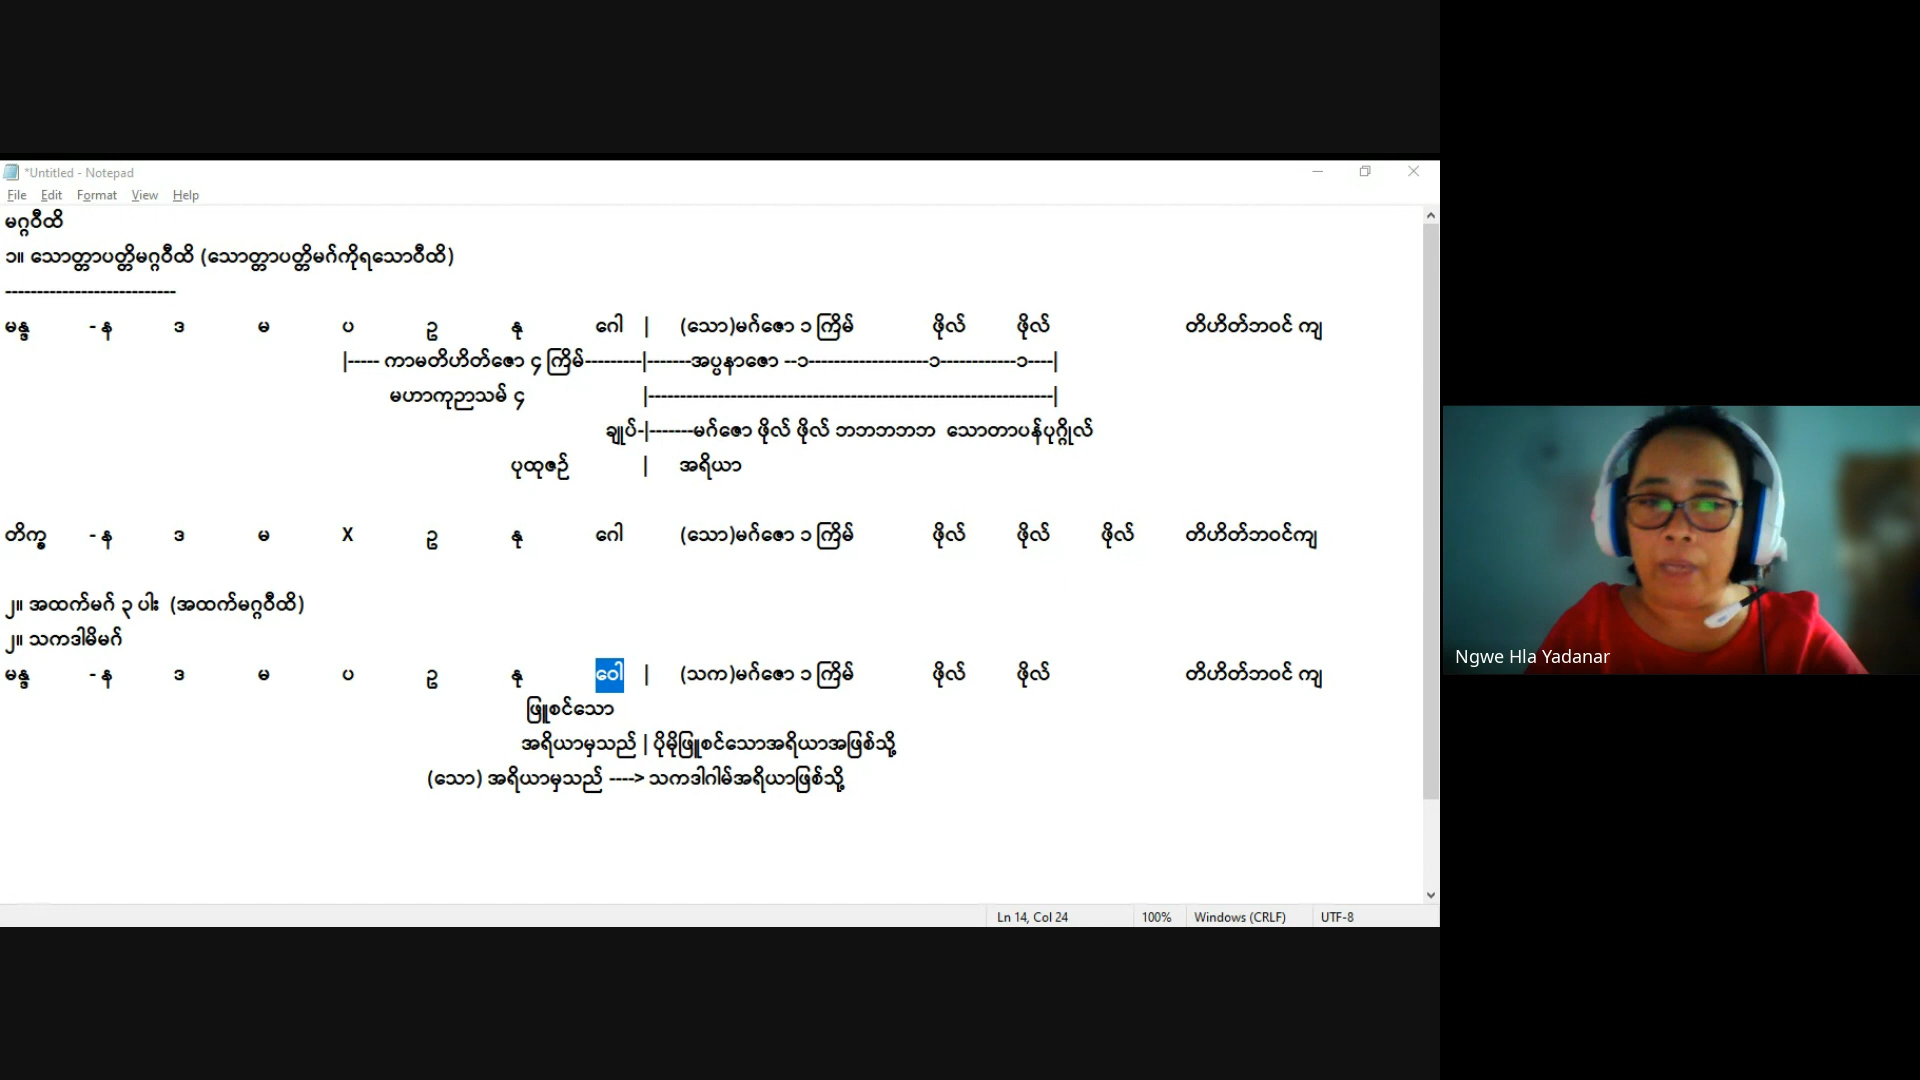 *Untitled - Notepad
File Edit Format View Help
မဂ္ဂဝီထိ
၁။ သောတ္တာပတ္တိမဂ္ဂဝီထိ (သောတ္တာပတ္တိမဂ်ကိုရသောဝီထိ)
---------------------------
မန္ဒ - န ဒ မ ပ ဥ နု ဂေါ | (သော)မဂ်ဇော ၁ ကြိမ် ဖိုလ် ဖိုလ် တိဟိတ်ဘဝင် ကျ
|----- ကာမတိဟိတ်ဇော ၄ ကြိမ်---------|-------အပ္ပနာဇော --၁-------------------၁------------၁----|
မဟာကုညာသမ် ၄ |----------------------------------------------------------------|
ချုပ်-|-------မဂ်ဇော ဖိုလ် ဖိုလ် ဘဘဘဘဘ သောတာပန်ပုဂ္ဂိုလ်
ပုထုဇဉ် | အရိယာ
တိက္ခ - န ဒ မ X ဥ နု ဂေါ (သော)မဂ်ဇော ၁ ကြိမ် ဖိုလ် ဖိုလ် ဖိုလ် တိဟိတ်ဘဝင်ကျ
၂။ အထက်မဂ် ၃ ပါး (အထက်မဂ္ဂဝီထိ)
၂။ သကဒါမိမဂ်
မန္ဒ - န ဒ မ ပ ဥ နု ဝေါ | (သက)မဂ်ဇော ၁ ကြိမ် ဖိုလ် ဖိုလ် တိဟိတ်ဘဝင် ကျ
ဖြူစင်သော
အရိယာမှသည် | ပိုမိုဖြူစင်သောအရိယာအဖြစ်သို့
(သော) အရိယာမှသည် ----> သကဒါဂါမ်အရိယာဖြစ်သို့
Ln 14, Col 24 100% Windows (CRLF) UTF-8
Ngwe Hla Yadanar